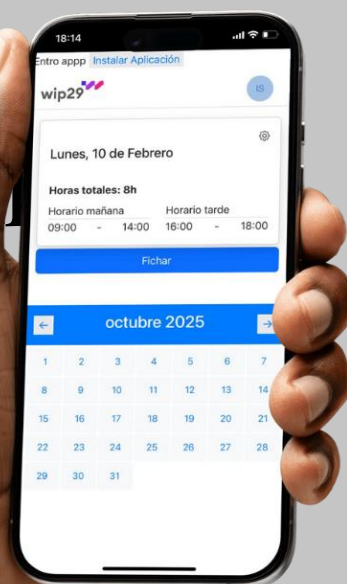 18:14
Entro appp Instalar Aplicación
wip29
IS
Lunes, 10 de Febrero
Horas totales: 8h
Horario mañana Horario tarde
09:00 - 14:00 16:00 - 18:00
Fichar
← octubre 2025 →
1 2 3 4 5 6 7
8 9 10 11 12 13 14
15 16 17 18 19 20 21
22 23 24 25 26 27 28
29 30 31